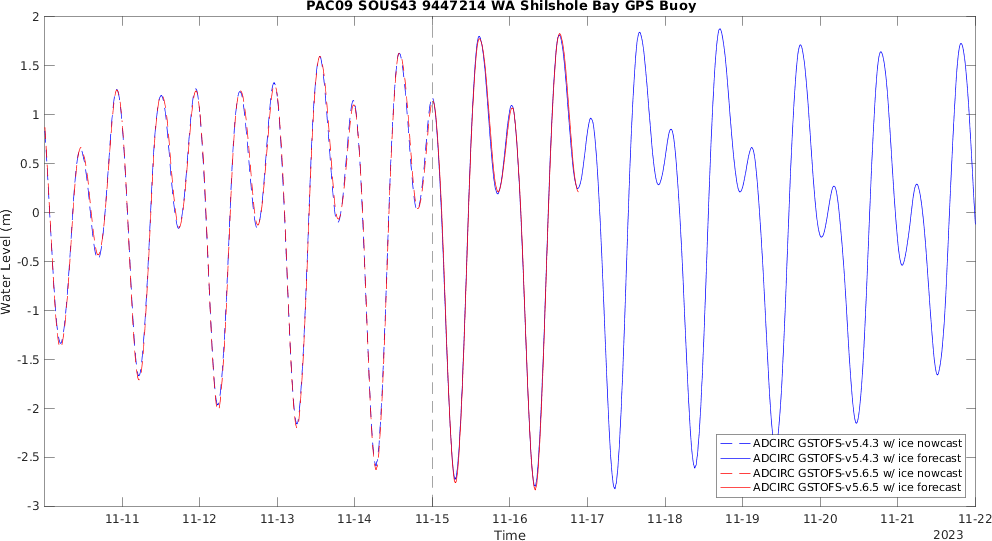 PAC09 SOUS43 9447214 WA Shilshole Bay GPS Buoy
2
1.5
1
0.5
0
-0.5
-1
-1.5
-2
-2.5
-3
Water Level (m)
ADCIRC GSTOFS-v5.4.3 w/ ice nowcast
ADCIRC GSTOFS-v5.4.3 w/ ice forecast
ADCIRC GSTOFS-v5.6.5 w/ ice nowcast
ADCIRC GSTOFS-v5.6.5 w/ ice forecast
11-11 11-12 11-13 11-14 11-15 11-16 11-17 11-18 11-19 11-20 11-21 11-22
Time
2023